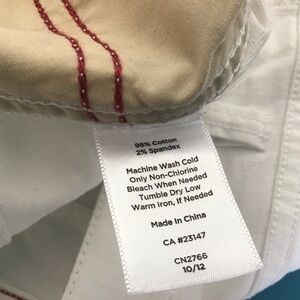 98% Cotton
2% Spandex
Machine Wash Cold
Only Non-Chlorine
Bleach When Needed
Tumble Dry Low
Warm Iron, If Needed
Made in China
CA #23147
CN2766
10/12